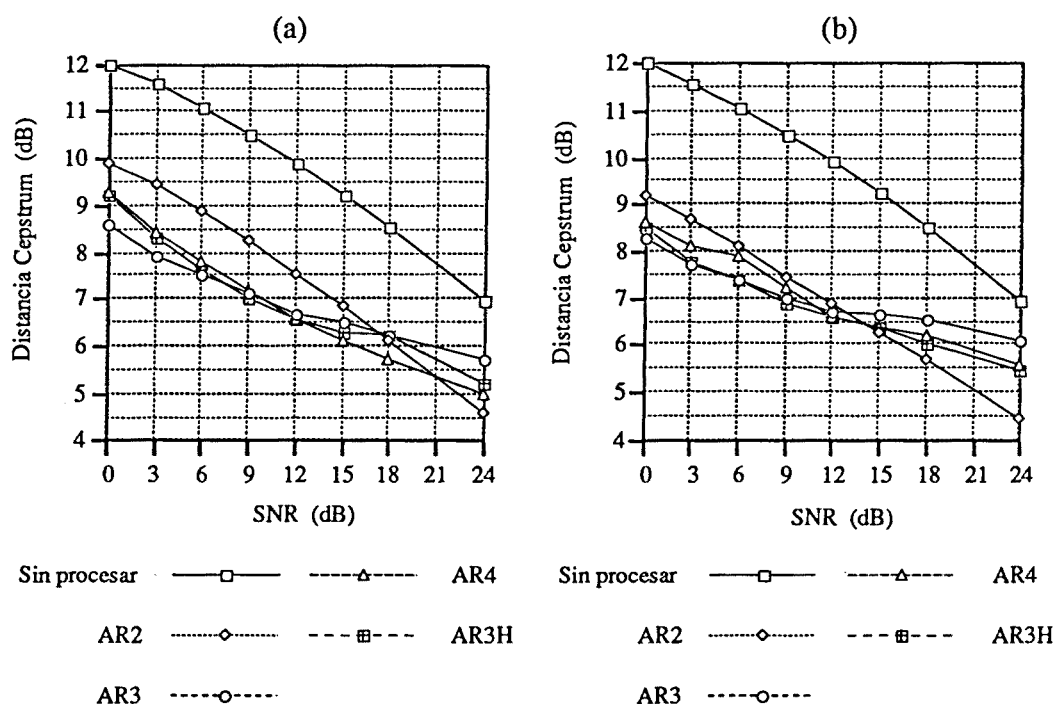 (a)
Distancia Cepstrum (dB)
12
11
10
9
8
7
6
5
4
0 3 6 9 12 15 18 21 24
SNR (dB)
Sin procesar
AR4
AR2
AR3H
AR3
(b)
Distancia Cepstrum (dB)
12
11
10
9
8
7
6
5
4
0 3 6 9 12 15 18 21 24
SNR (dB)
Sin procesar
AR4
AR2
AR3H
AR3